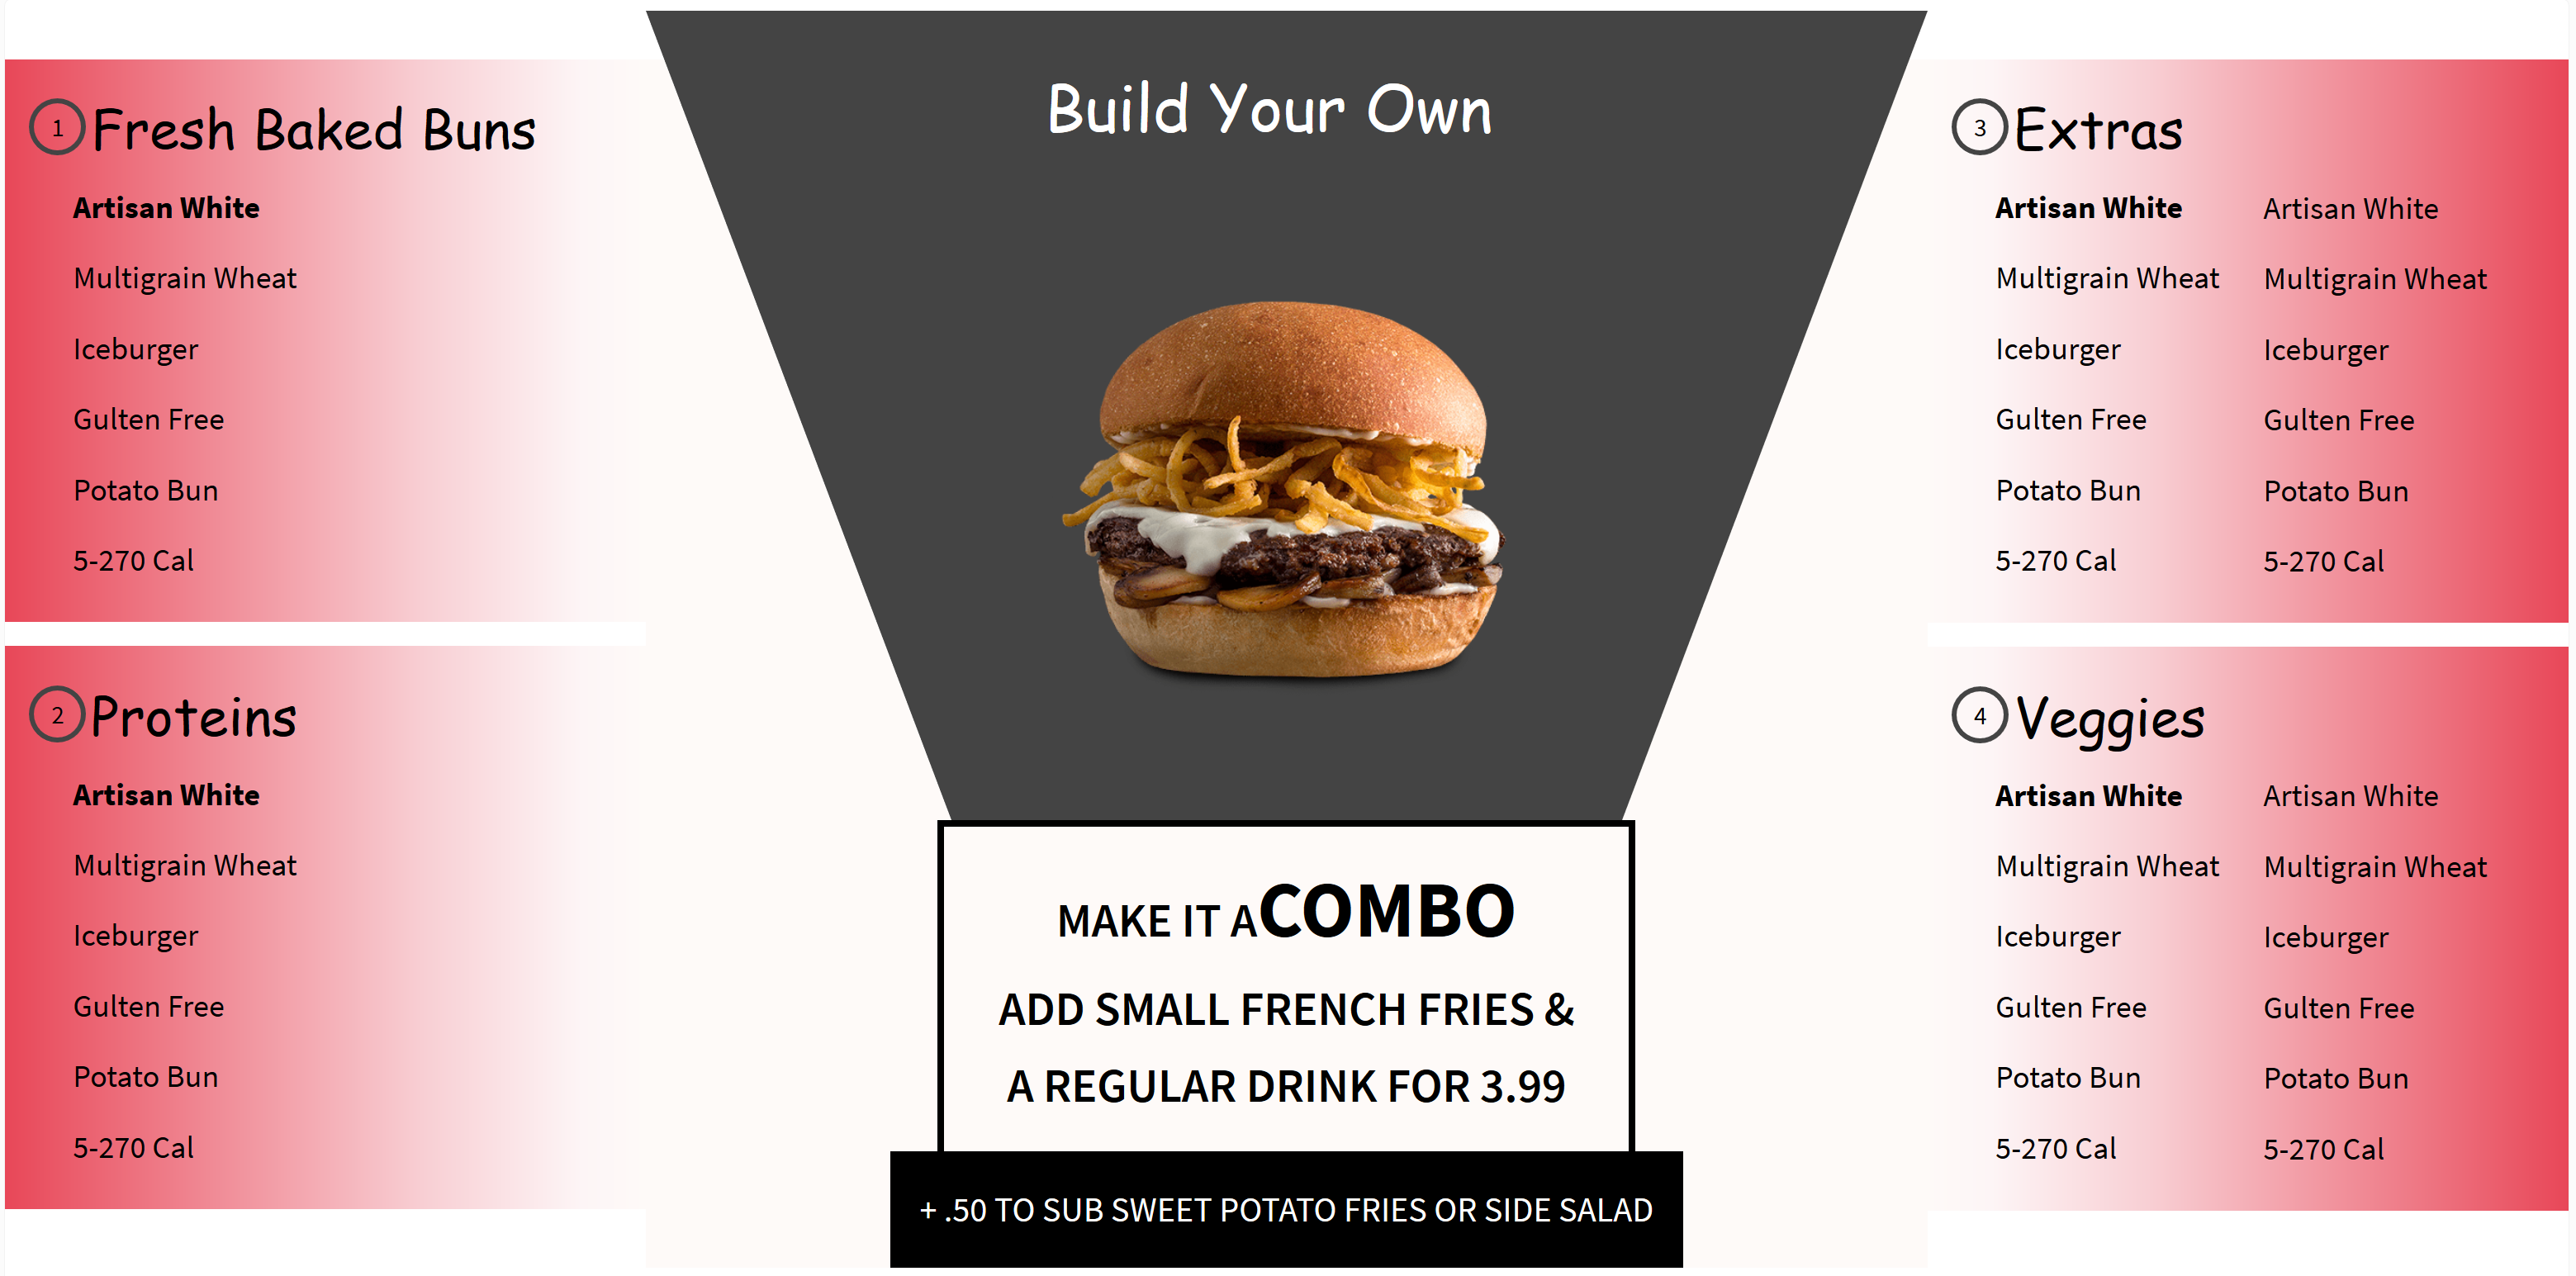 1 Fresh Baked Buns
Artisan White
Multigrain Wheat
Iceburger
Gulten Free
Potato Bun
5-270 Cal
2 Proteins
Artisan White
Multigrain Wheat
Iceburger
Gulten Free
Potato Bun
5-270 Cal
Build Your Own
MAKE IT A COMBO
ADD SMALL FRENCH FRIES &
A REGULAR DRINK FOR 3.99
+ .50 TO SUB SWEET POTATO FRIES OR SIDE SALAD
3 Extras
Artisan White Artisan White
Multigrain Wheat Multigrain Wheat
Iceburger Iceburger
Gulten Free Gulten Free
Potato Bun Potato Bun
5-270 Cal 5-270 Cal
4 Veggies
Artisan White Artisan White
Multigrain Wheat Multigrain Wheat
Iceburger Iceburger
Gulten Free Gulten Free
Potato Bun Potato Bun
5-270 Cal 5-270 Cal